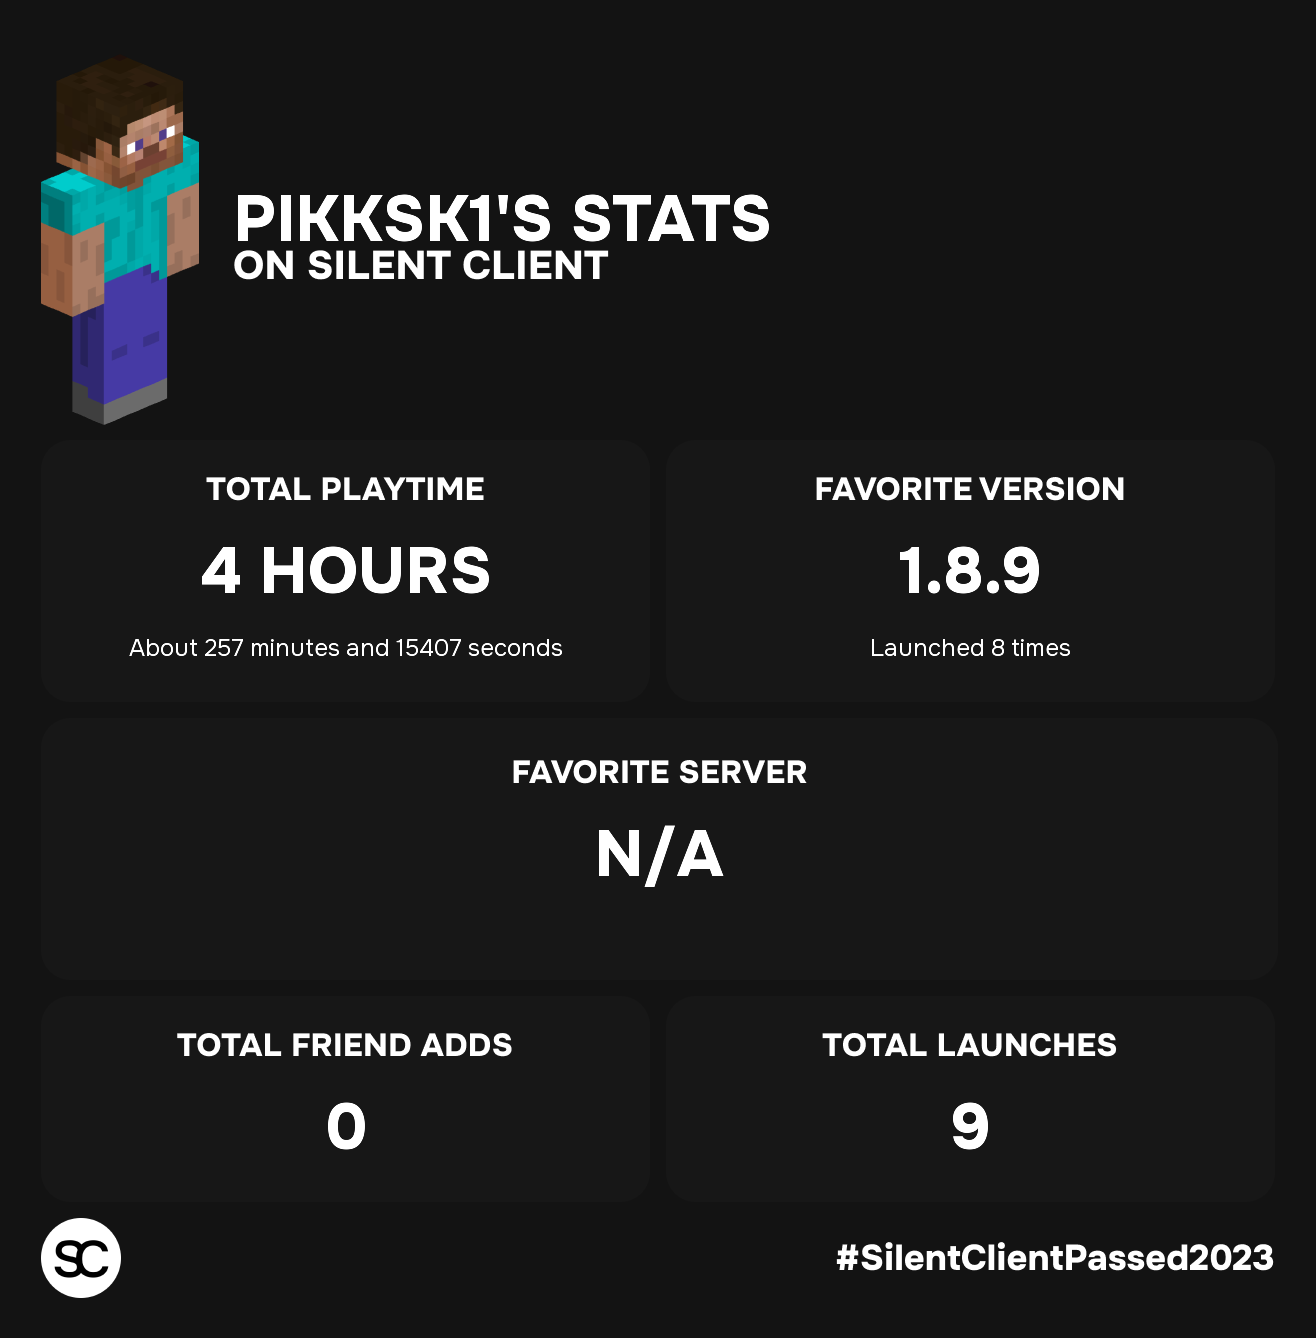 PIKKSK1'S STATS
ON SILENT CLIENT
TOTAL PLAYTIME
4 HOURS
About 257 minutes and 15407 seconds
FAVORITE VERSION
1.8.9
Launched 8 times
FAVORITE SERVER
N/A
TOTAL FRIEND ADDS
0
TOTAL LAUNCHES
9
SC
#SilentClientPassed2023